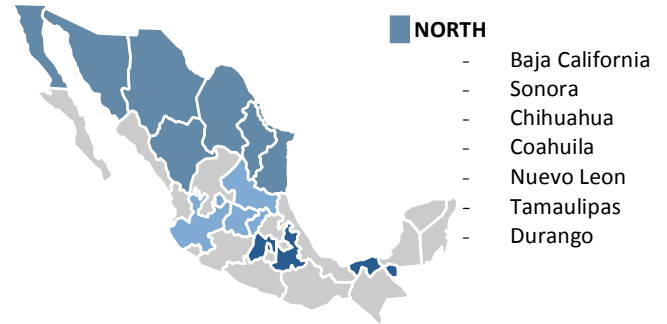 NORTH
- Baja California
- Sonora
- Chihuahua
- Coahuila
- Nuevo Leon
- Tamaulipas
- Durango